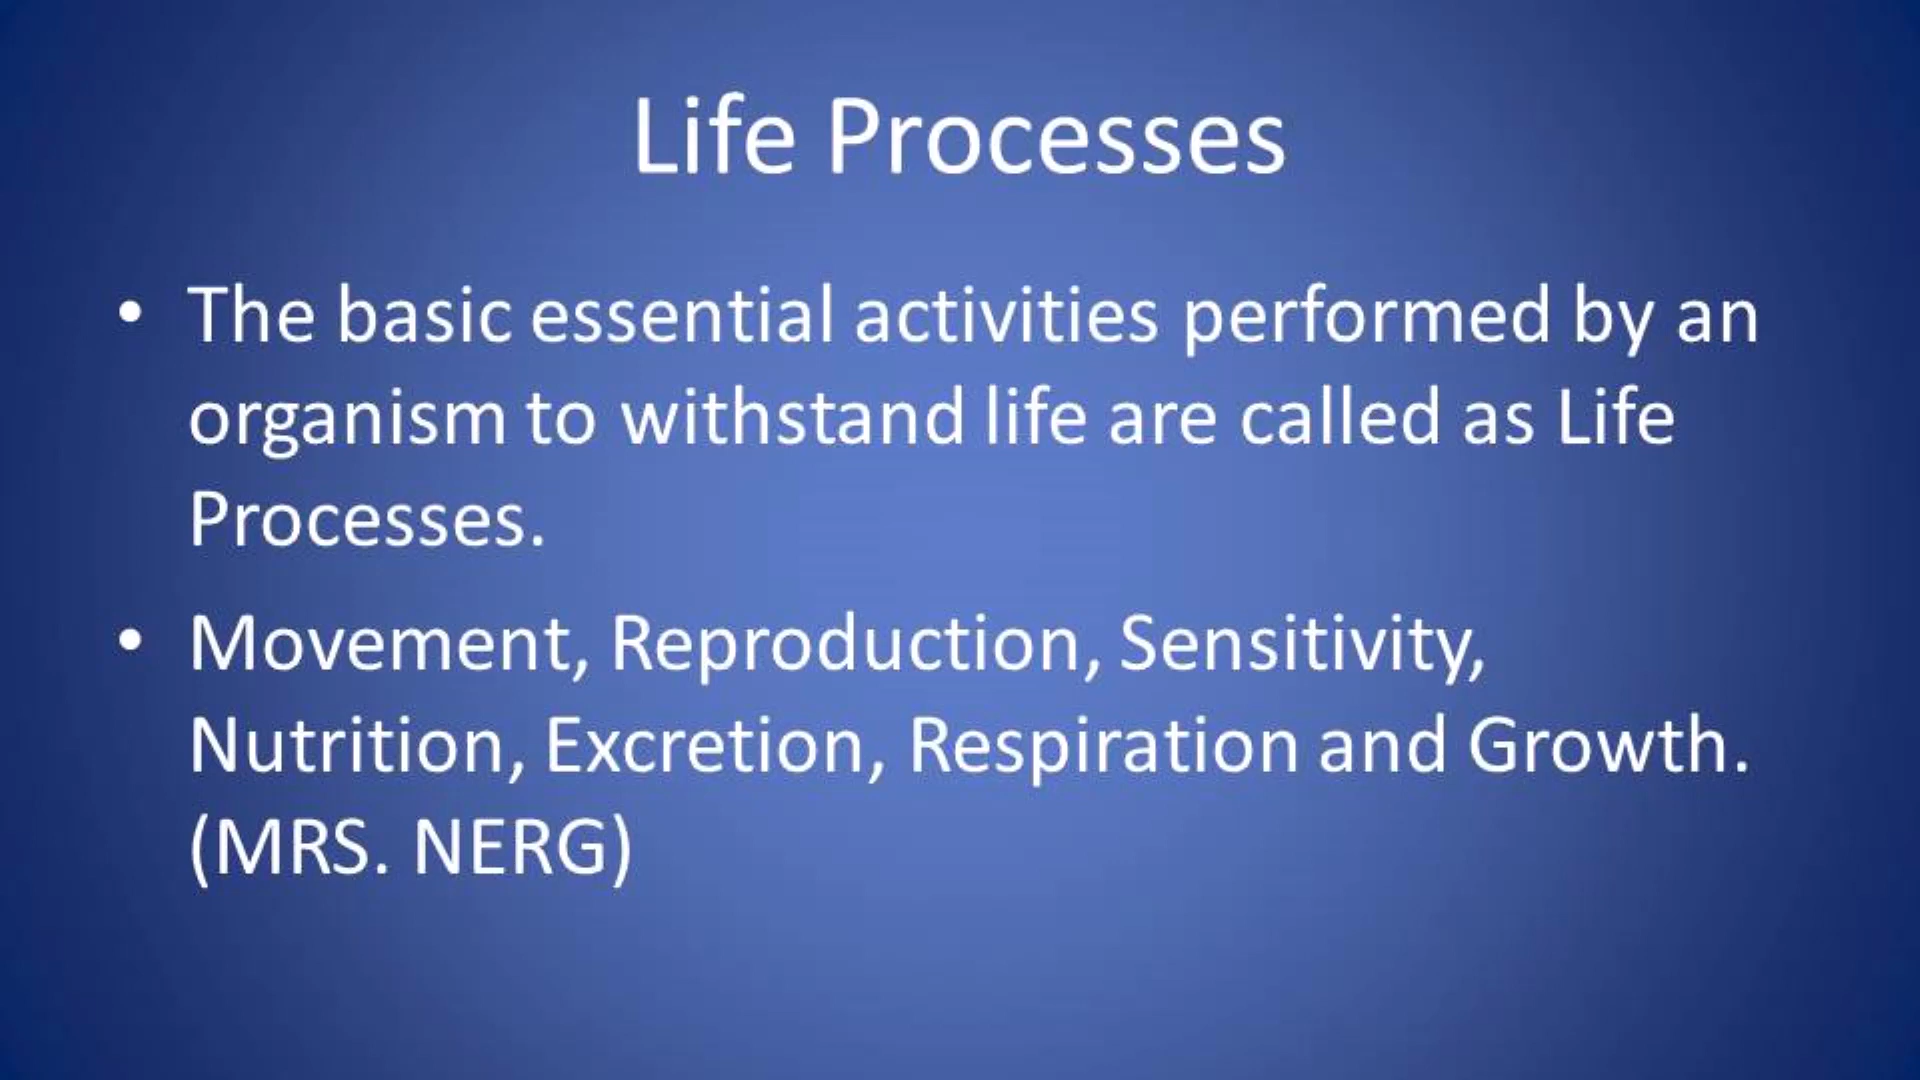 Life Processes
• The basic essential activities performed by an
organism to withstand life are called as Life
Processes.
• Movement, Reproduction, Sensitivity,
Nutrition, Excretion, Respiration and Growth.
(MRS. NERG)